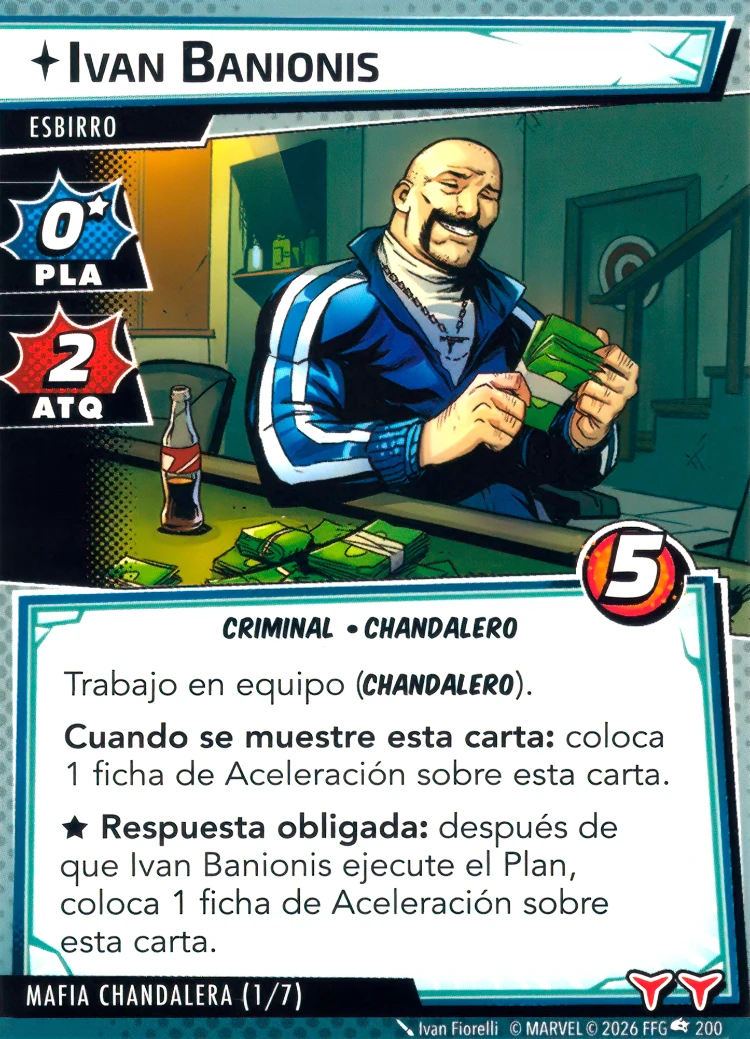 Ivan Banionis
ESBIRRO
0★
PLA
2
ATQ
5
CRIMINAL • CHANDALERO
Trabajo en equipo (CHANDALERO).
Cuando se muestre esta carta: coloca
1 ficha de Aceleración sobre esta carta.
★ Respuesta obligada: después de
que Ivan Banionis ejecute el Plan,
coloca 1 ficha de Aceleración sobre
esta carta.
MAFIA CHANDALERA (1/7)
Ivan Fiorelli © MARVEL © 2026 FFG 200